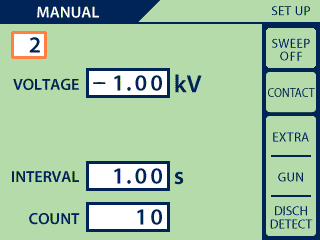 MANUAL
SET UP
2
VOLTAGE −1.00 kV
INTERVAL 1.00 s
COUNT 10
SWEEP
OFF
CONTACT
EXTRA
GUN
DISCH
DETECT